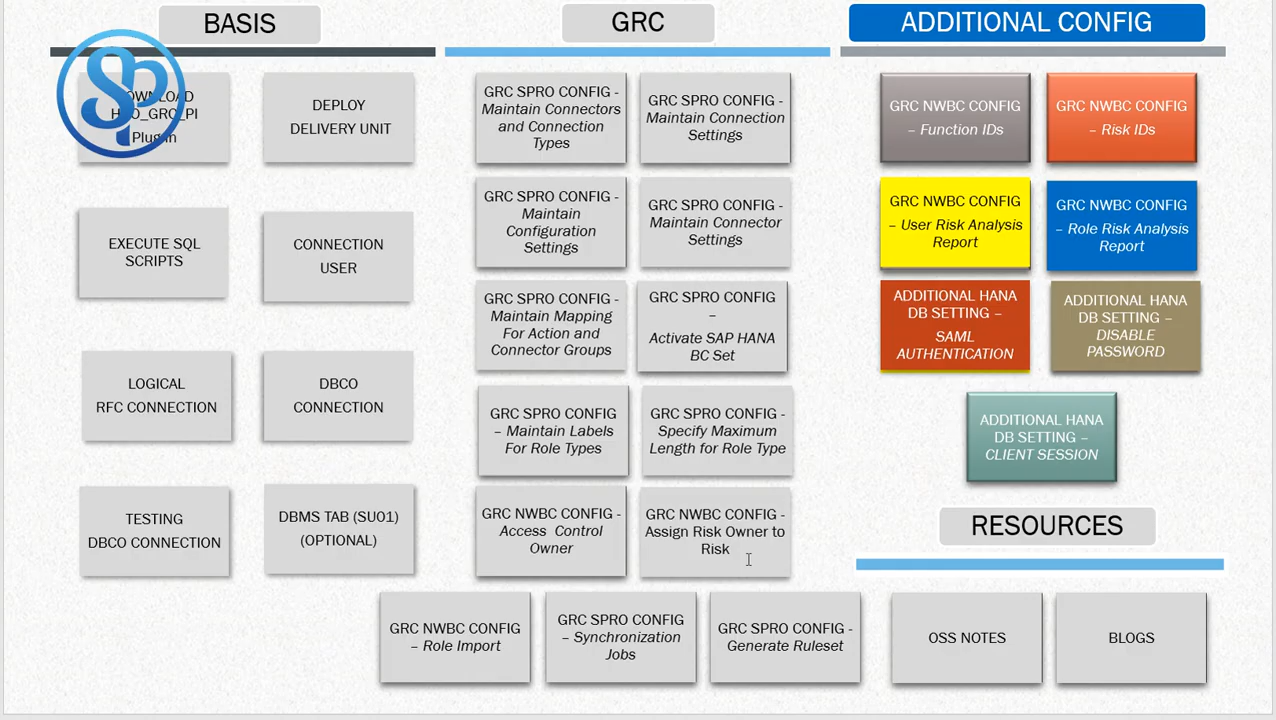 BASIS
GRC
ADDITIONAL CONFIG
Sp
PlugIn
DEPLOY
DELIVERY UNIT
EXECUTE SQL
SCRIPTS
CONNECTION
USER
LOGICAL
RFC CONNECTION
DBCO
CONNECTION
TESTING
DBCO CONNECTION
DBMS TAB (SU01)
(OPTIONAL)
GRC SPRO CONFIG -
Maintain Connectors
and Connection
Types
GRC SPRO CONFIG -
Maintain Connection
Settings
GRC SPRO CONFIG -
Maintain
Configuration
Settings
GRC SPRO CONFIG -
Maintain Connector
Settings
GRC SPRO CONFIG -
Maintain Mapping
For Action and
Connector Groups
GRC SPRO CONFIG
–
Activate SAP HANA
BC Set
GRC SPRO CONFIG
– Maintain Labels
For Role Types
GRC SPRO CONFIG -
Specify Maximum
Length for Role Type
GRC NWBC CONFIG -
Access Control
Owner
GRC NWBC CONFIG -
Assign Risk Owner to
Risk
GRC NWBC CONFIG
– Role Import
GRC SPRO CONFIG
– Synchronization
Jobs
GRC SPRO CONFIG -
Generate Ruleset
GRC NWBC CONFIG
– Function IDs
GRC NWBC CONFIG
– Risk IDs
GRC NWBC CONFIG
– User Risk Analysis
Report
GRC NWBC CONFIG
– Role Risk Analysis
Report
ADDITIONAL HANA
DB SETTING –
SAML
AUTHENTICATION
ADDITIONAL HANA
DB SETTING –
DISABLE
PASSWORD
ADDITIONAL HANA
DB SETTING –
CLIENT SESSION
RESOURCES
OSS NOTES
BLOGS